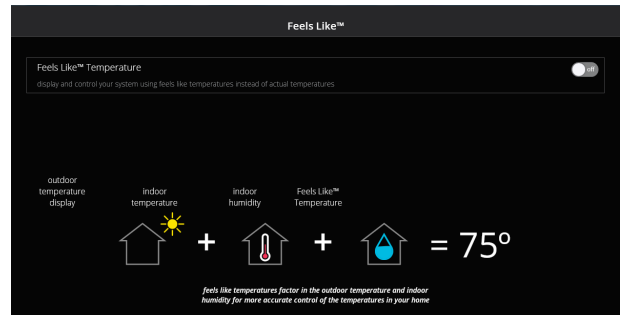 Feels Like™
Feels Like™ Temperature
off
display and control your system using feels like temperatures instead of actual temperatures
outdoor
temperature
display
indoor
temperature
indoor
humidity
Feels Like™
Temperature
+ + = 75º
feels like temperatures factor in the outdoor temperature and indoor
humidity for more accurate control of the temperatures in your home